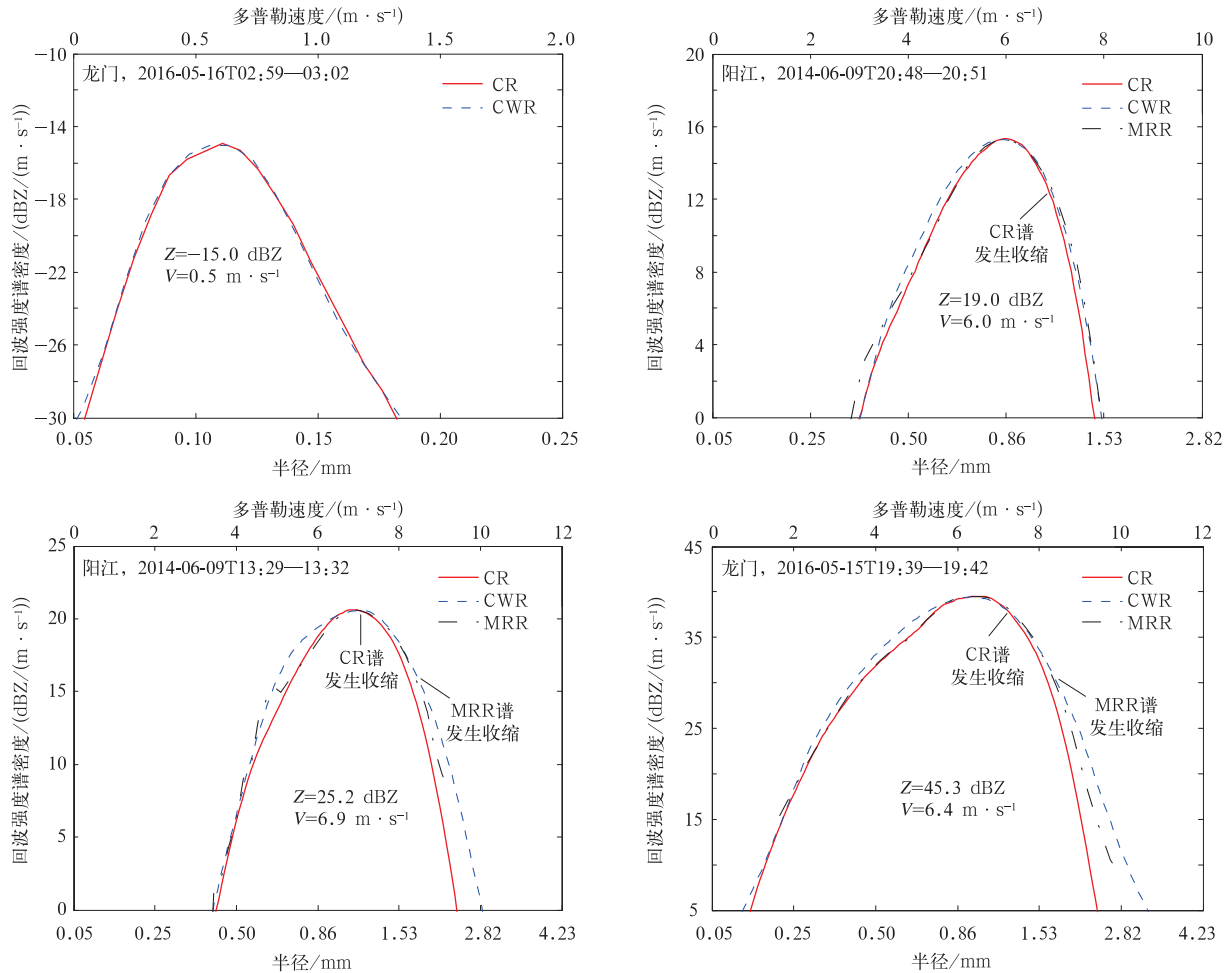 多普勒速度/(m · s⁻¹)
0 0.5 1.0 1.5 2.0
龙门，2016-05-16T02:59—03:02
CR
CWR
回波强度谱密度/(dBZ/(m · s⁻¹))
−10
−14
−18
−22
−26
−30
Z=−15.0 dBZ
V=0.5 m · s⁻¹
0.05 0.10 0.15 0.20 0.25
半径/mm
多普勒速度/(m · s⁻¹)
0 2 4 6 8 10
阳江，2014-06-09T20:48—20:51
CR
CWR
MRR
回波强度谱密度/(dBZ/(m · s⁻¹))
20
16
12
8
4
0
CR谱
发生收缩
Z=19.0 dBZ
V=6.0 m · s⁻¹
0.05 0.25 0.50 0.86 1.53 2.82
半径/mm
多普勒速度/(m · s⁻¹)
0 2 4 6 8 10 12
阳江，2014-06-09T13:29—13:32
CR
CWR
MRR
回波强度谱密度/(dBZ/(m · s⁻¹))
25
20
15
10
5
0
CR谱
发生收缩
MRR谱
发生收缩
Z=25.2 dBZ
V=6.9 m · s⁻¹
0.05 0.25 0.50 0.86 1.53 2.82 4.23
半径/mm
多普勒速度/(m · s⁻¹)
0 2 4 6 8 10 12
龙门，2016-05-15T19:39—19:42
CR
CWR
MRR
回波强度谱密度/(dBZ/(m · s⁻¹))
45
35
25
15
5
CR谱
发生收缩
MRR谱
发生收缩
Z=45.3 dBZ
V=6.4 m · s⁻¹
0.05 0.25 0.50 0.86 1.53 2.82 4.23
半径/mm